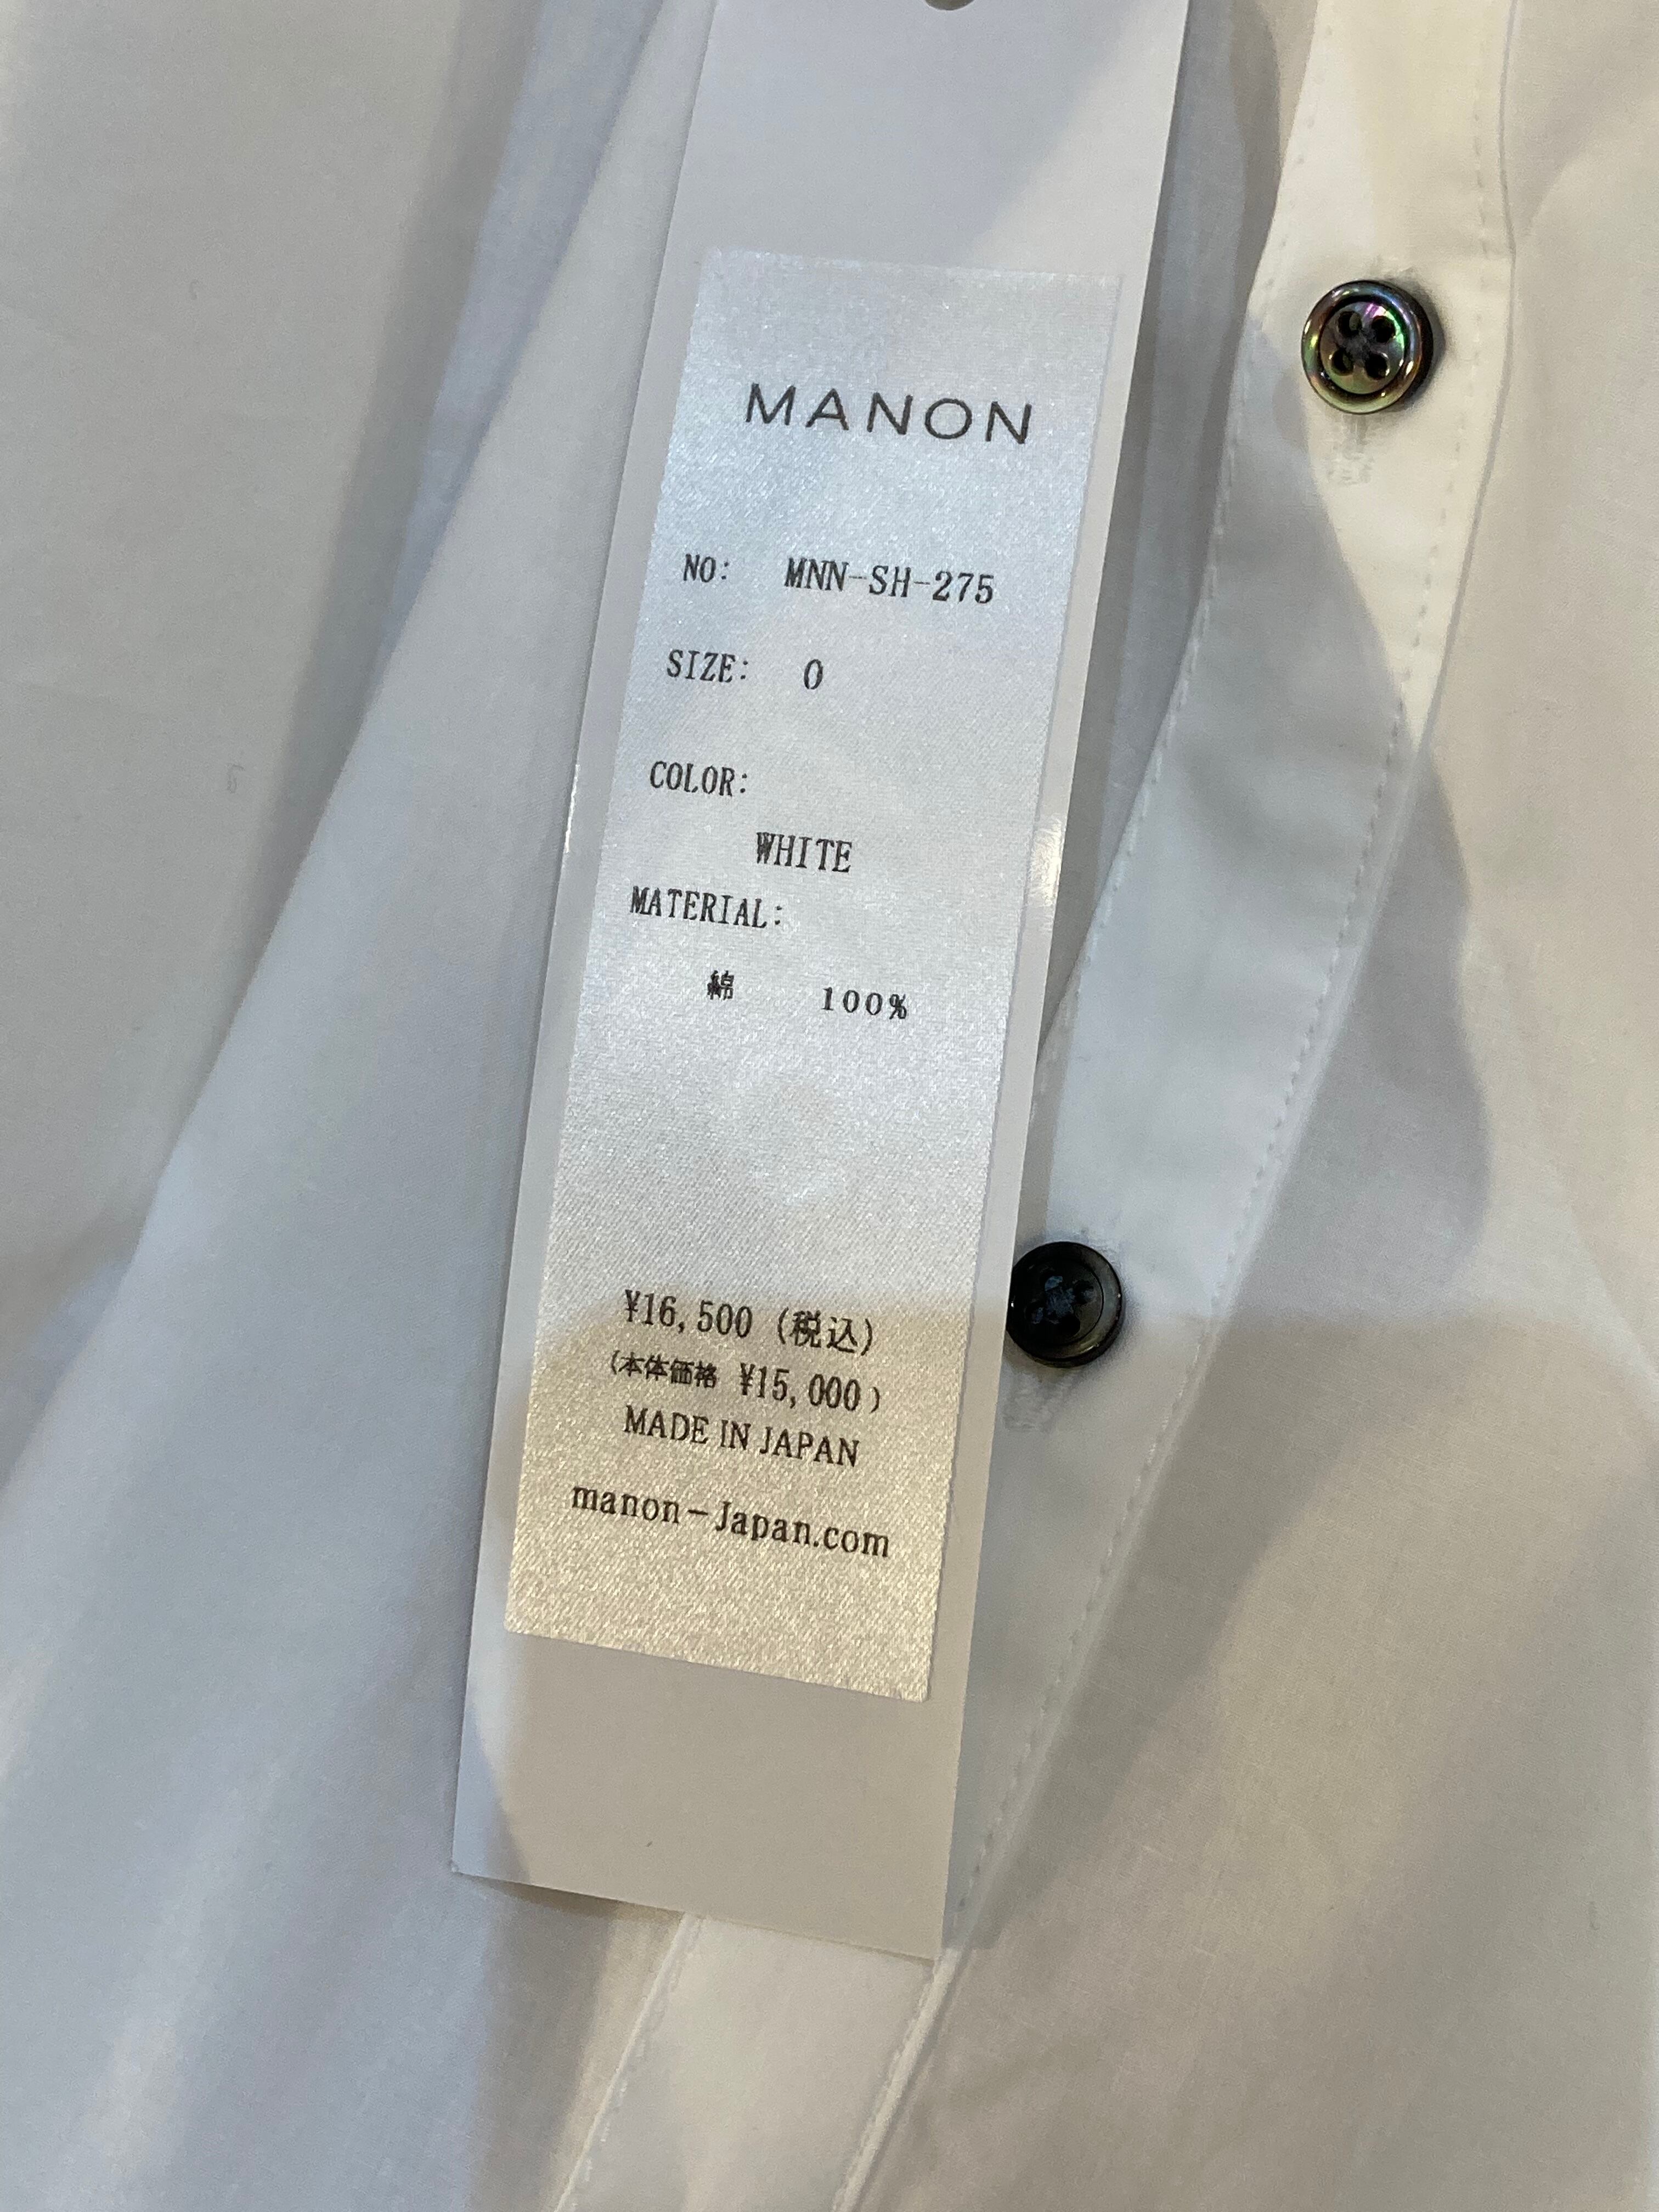 MANON
NO: MNN-SH-275
SIZE: 0
COLOR:
WHITE
MATERIAL:
綿 100%
¥16,500 (税込)
(本体価格 ¥15,000)
MADE IN JAPAN
manon-Japan.com